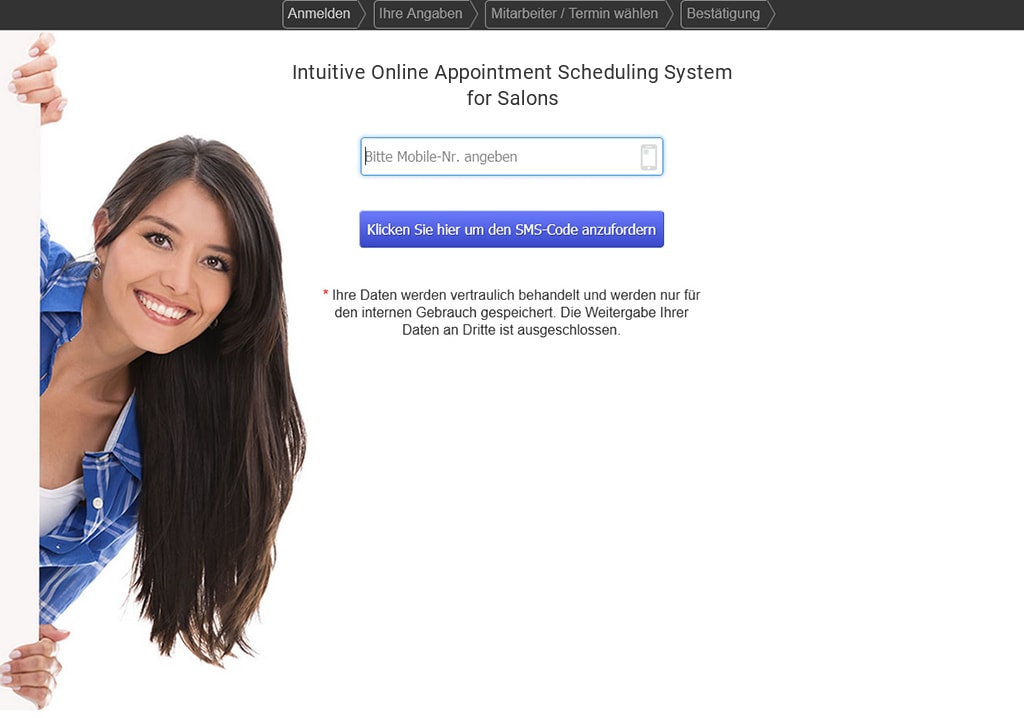 Anmelden
Ihre Angaben
Mitarbeiter / Termin wählen
Bestätigung
Intuitive Online Appointment Scheduling System
for Salons
Bitte Mobile-Nr. angeben
Klicken Sie hier um den SMS-Code anzufordern
* Ihre Daten werden vertraulich behandelt und werden nur für
den internen Gebrauch gespeichert. Die Weitergabe Ihrer
Daten an Dritte ist ausgeschlossen.